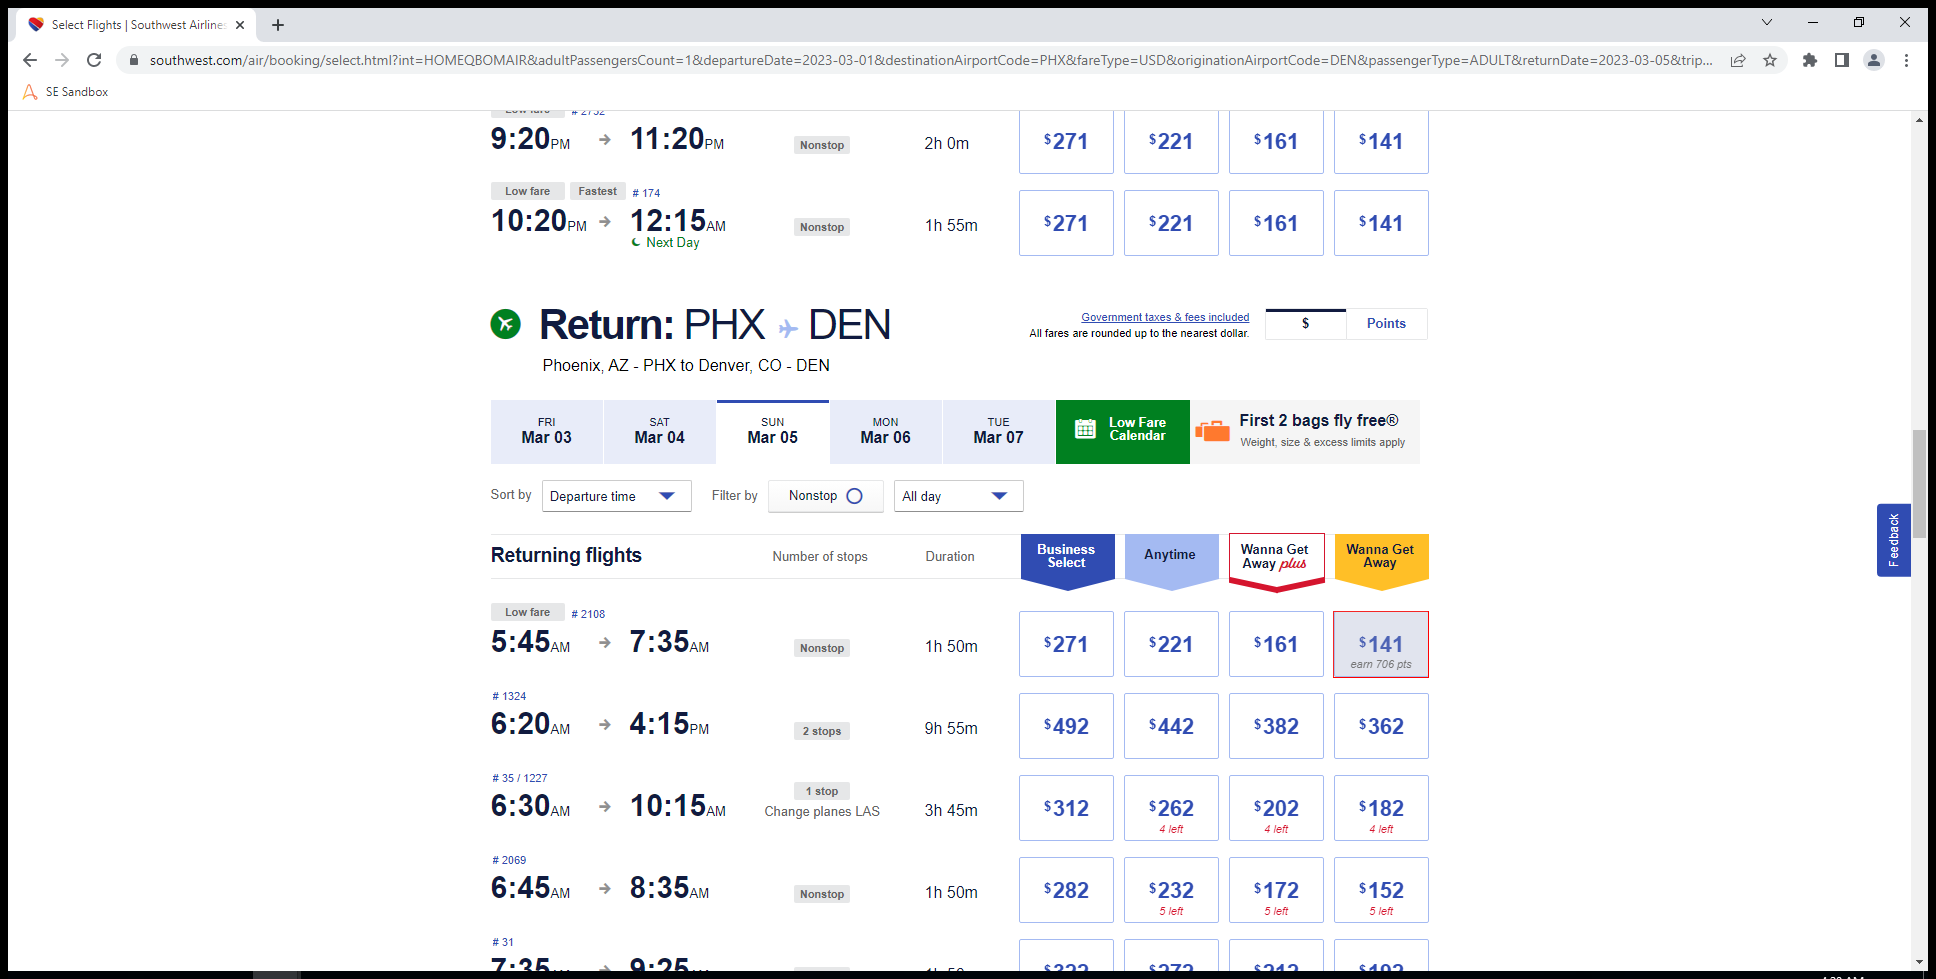 Select Flights | Southwest Airlines
southwest.com/air/booking/select.html?int=HOMEQBOMAIR&adultPassengersCount=1&departureDate=2023-03-01&destinationAirportCode=PHX&fareType=USD&originationAirportCode=DEN&passengerType=ADULT&returnDate=2023-03-05&trip...
SE Sandbox
Low fare # 2732
9:20PM 11:20PM Nonstop 2h 0m $271 $221 $161 $141
Low fare Fastest # 174
10:20PM 12:15AM Nonstop 1h 55m $271 $221 $161 $141
Next Day
Return: PHX DEN
Government taxes & fees included
All fares are rounded up to the nearest dollar.
$ Points
Phoenix, AZ - PHX to Denver, CO - DEN
FRI SAT SUN MON TUE
Mar 03 Mar 04 Mar 05 Mar 06 Mar 07
Low Fare
Calendar
First 2 bags fly free®
Weight, size & excess limits apply
Sort by Departure time Filter by Nonstop All day
Feedback
Returning flights Number of stops Duration
Business
Select
Anytime
Wanna Get
Away plus
Wanna Get
Away
Low fare # 2108
5:45AM 7:35AM Nonstop 1h 50m $271 $221 $161 $141
earn 706 pts
# 1324
6:20AM 4:15PM 2 stops 9h 55m $492 $442 $382 $362
# 35 / 1227
6:30AM 10:15AM 1 stop 3h 45m $312 $262 $202 $182
Change planes LAS 4 left 4 left 4 left
# 2069
6:45AM 8:35AM Nonstop 1h 50m $282 $232 $172 $152
5 left 5 left 5 left
# 31
7:35 9:25